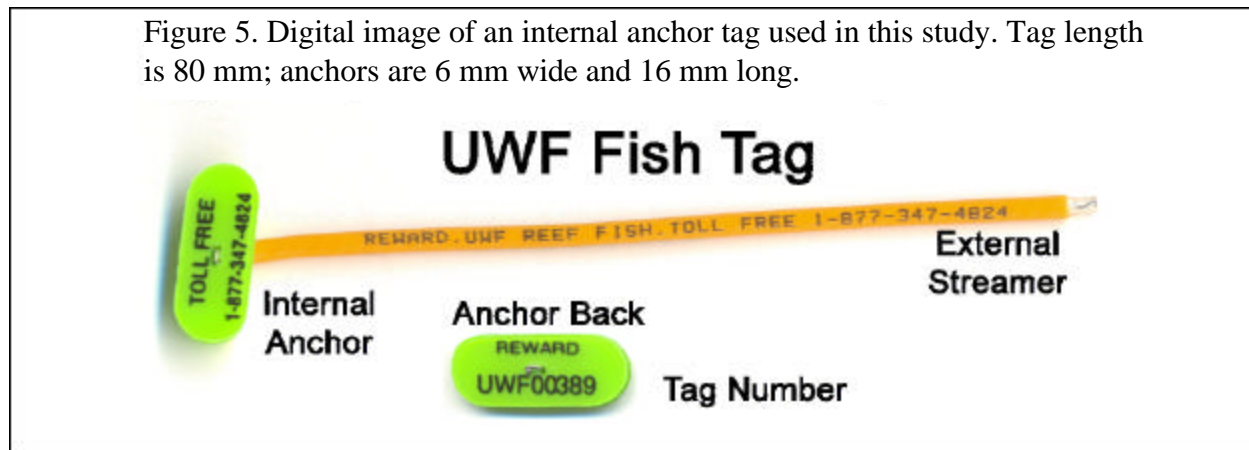 Figure 5. Digital image of an internal anchor tag used in this study. Tag length
is 80 mm; anchors are 6 mm wide and 16 mm long.
UWF Fish Tag
TOLL FREE
1-877-347-4824
REWARD.UWF REEF FISH.TOLL FREE 1-877-347-4824
External
Streamer
Internal
Anchor
Anchor Back
REWARD
UWF00389
Tag Number